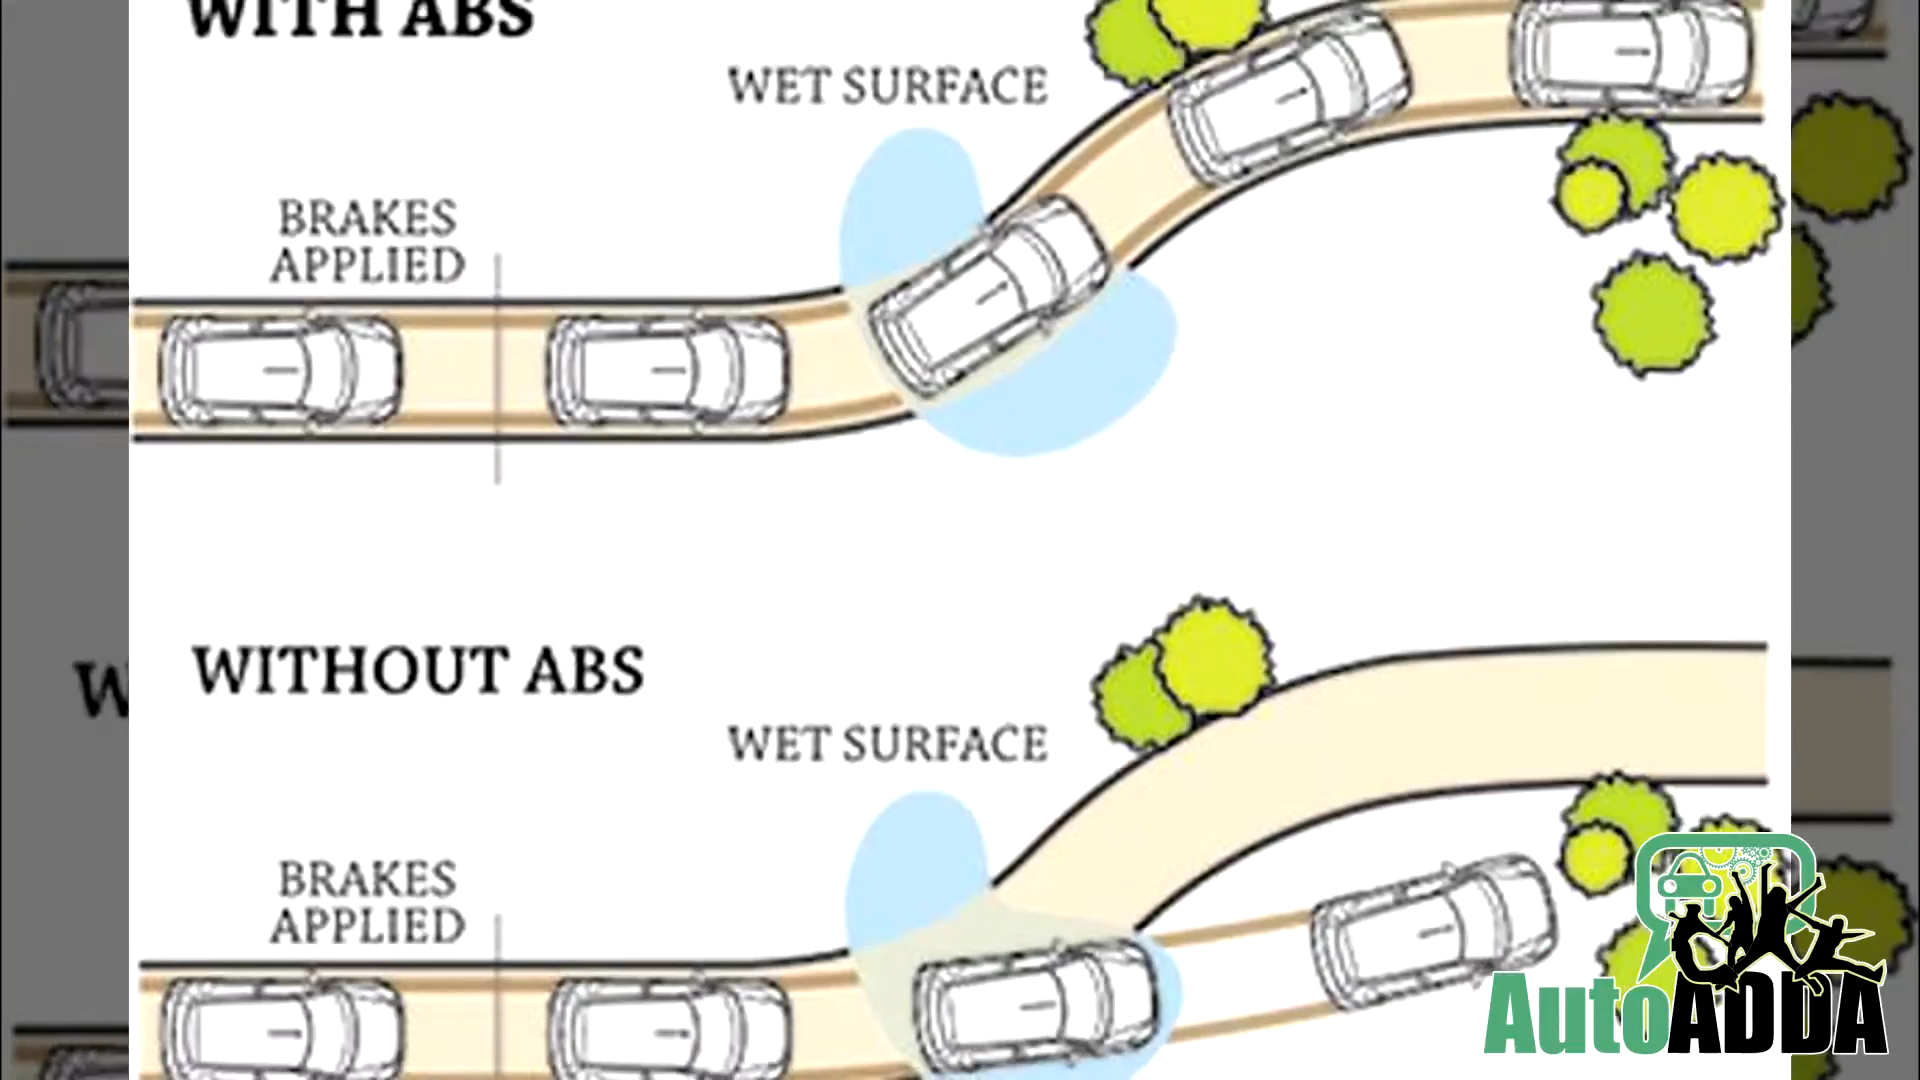 WITH ABS
WET SURFACE
BRAKES
APPLIED
WITHOUT ABS
WET SURFACE
BRAKES
APPLIED
W
AutoADDA